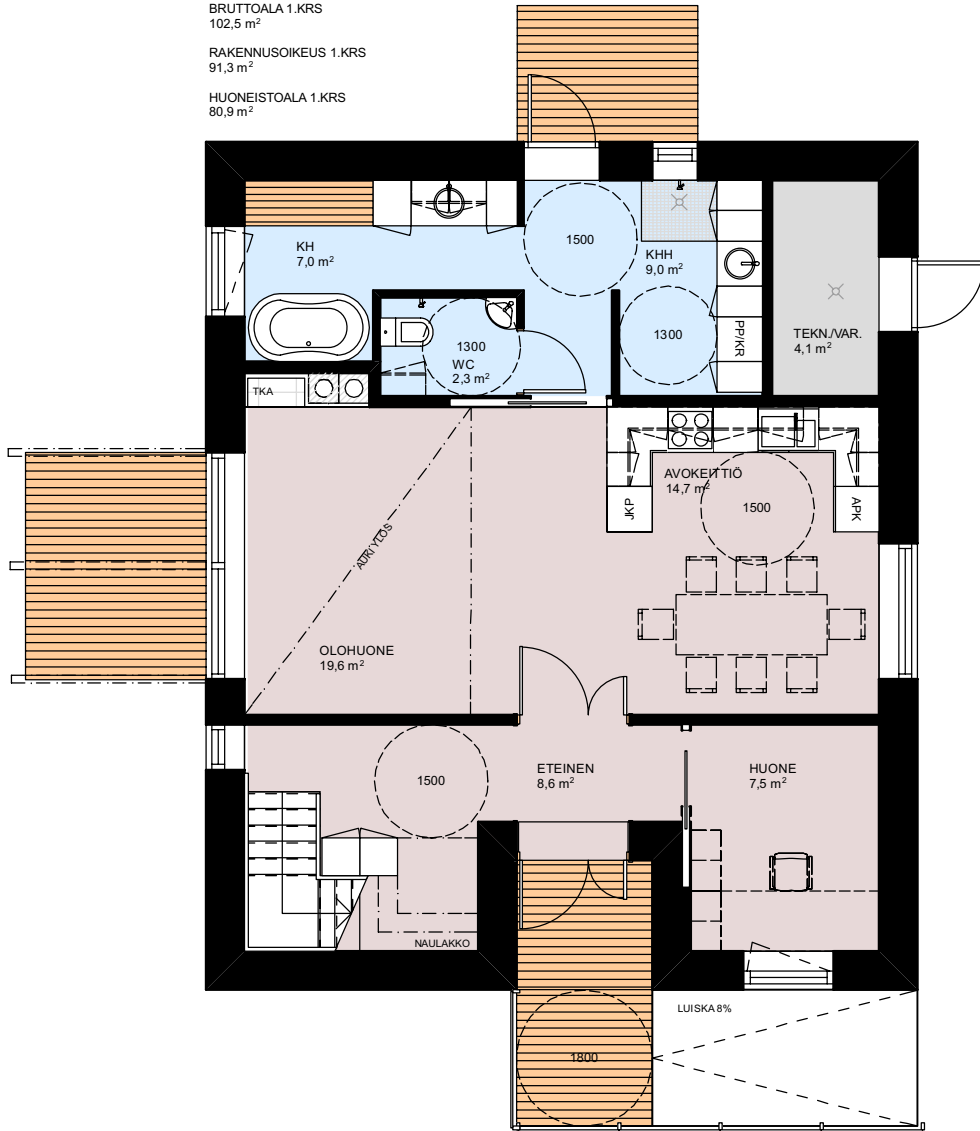 BRUTTOALA 1.KRS
102,5 m²
RAKENNUSOIKEUS 1.KRS
91,3 m²
HUONEISTOALA 1.KRS
80,9 m²
KH
7,0 m²
1500
KHH
9,0 m²
1300
WC
2,3 m²
1300
PP/KR
TEKN./VAR.
4,1 m²
TKA
AVOKEITTIÖ
14,7 m²
JKP
1500
APK
AUKI YLÖS
OLOHUONE
19,6 m²
1500
ETEINEN
8,6 m²
HUONE
7,5 m²
NAULAKKO
LUISKA 8%
1800